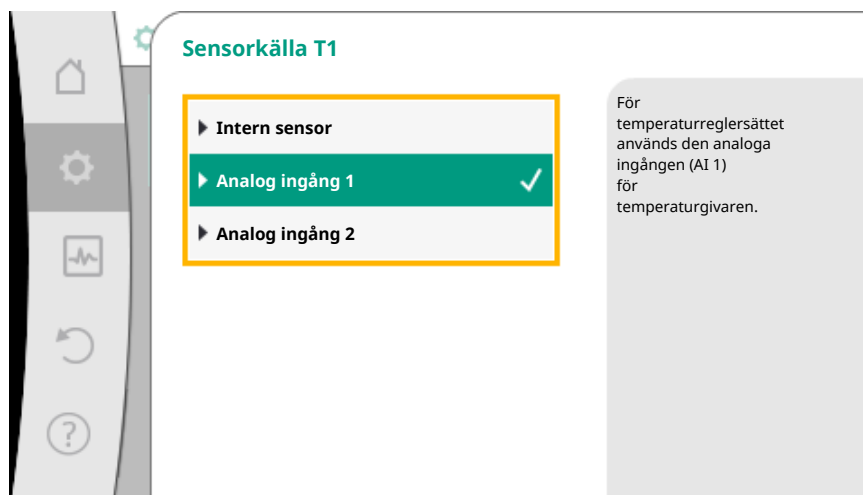 Sensorkälla T1
Intern sensor
Analog ingång 1
Analog ingång 2
För
temperaturreglersättet
används den analoga
ingången (AI 1)
för
temperaturgivaren.
?